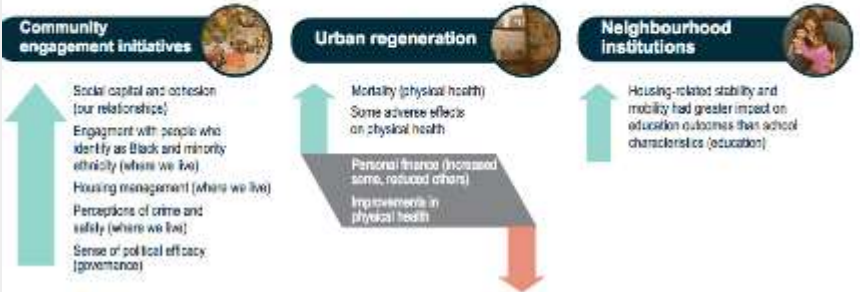 Community
engagement initiatives
Social capital and cohesion
(our relationships)
Engagment with people who
identify as Black and minority
ethnicity (where we live)
Housing management (where we live)
Perceptions of crime and
safety (where we live)
Sense of political efficacy
(governance)
Urban regeneration
Mortality (physical health)
Some adverse effects
on physical health
Personal finance (increased
some, reduced others)
Improvements in
physical health
Neighbourhood
institutions
Housing-related stability and
mobility had greater impact on
education outcomes than school
characteristics (education)